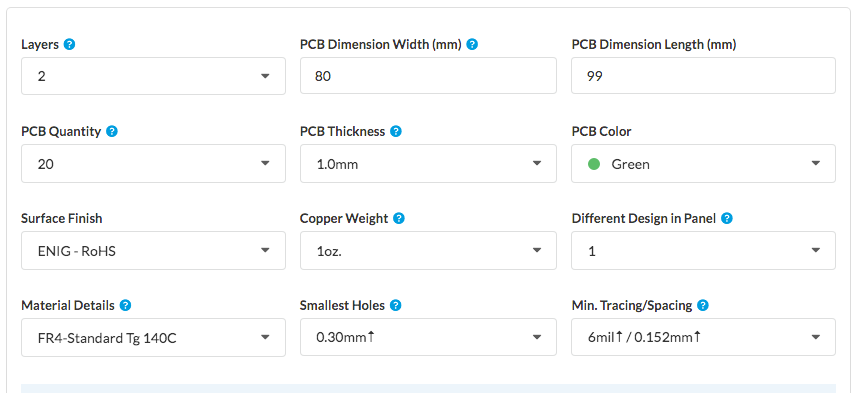 Layers ?
PCB Dimension Width (mm) ?
PCB Dimension Length (mm)
2
80
99
PCB Quantity ?
PCB Thickness ?
PCB Color
20
1.0mm
Green
Surface Finish
Copper Weight ?
Different Design in Panel ?
ENIG - RoHS
1oz.
1
Material Details ?
Smallest Holes ?
Min. Tracing/Spacing ?
FR4-Standard Tg 140C
0.30mm↑
6mil↑ / 0.152mm↑